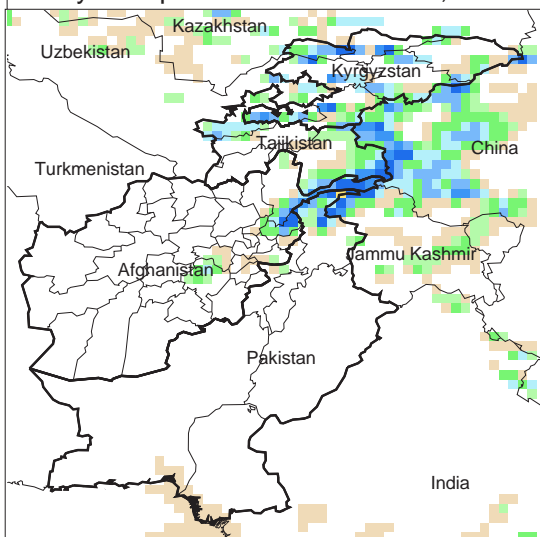 Kazakhstan
Uzbekistan
Kyrgyzstan
Tajikistan
China
Turkmenistan
Jammu Kashmir
Afghanistan
Pakistan
India